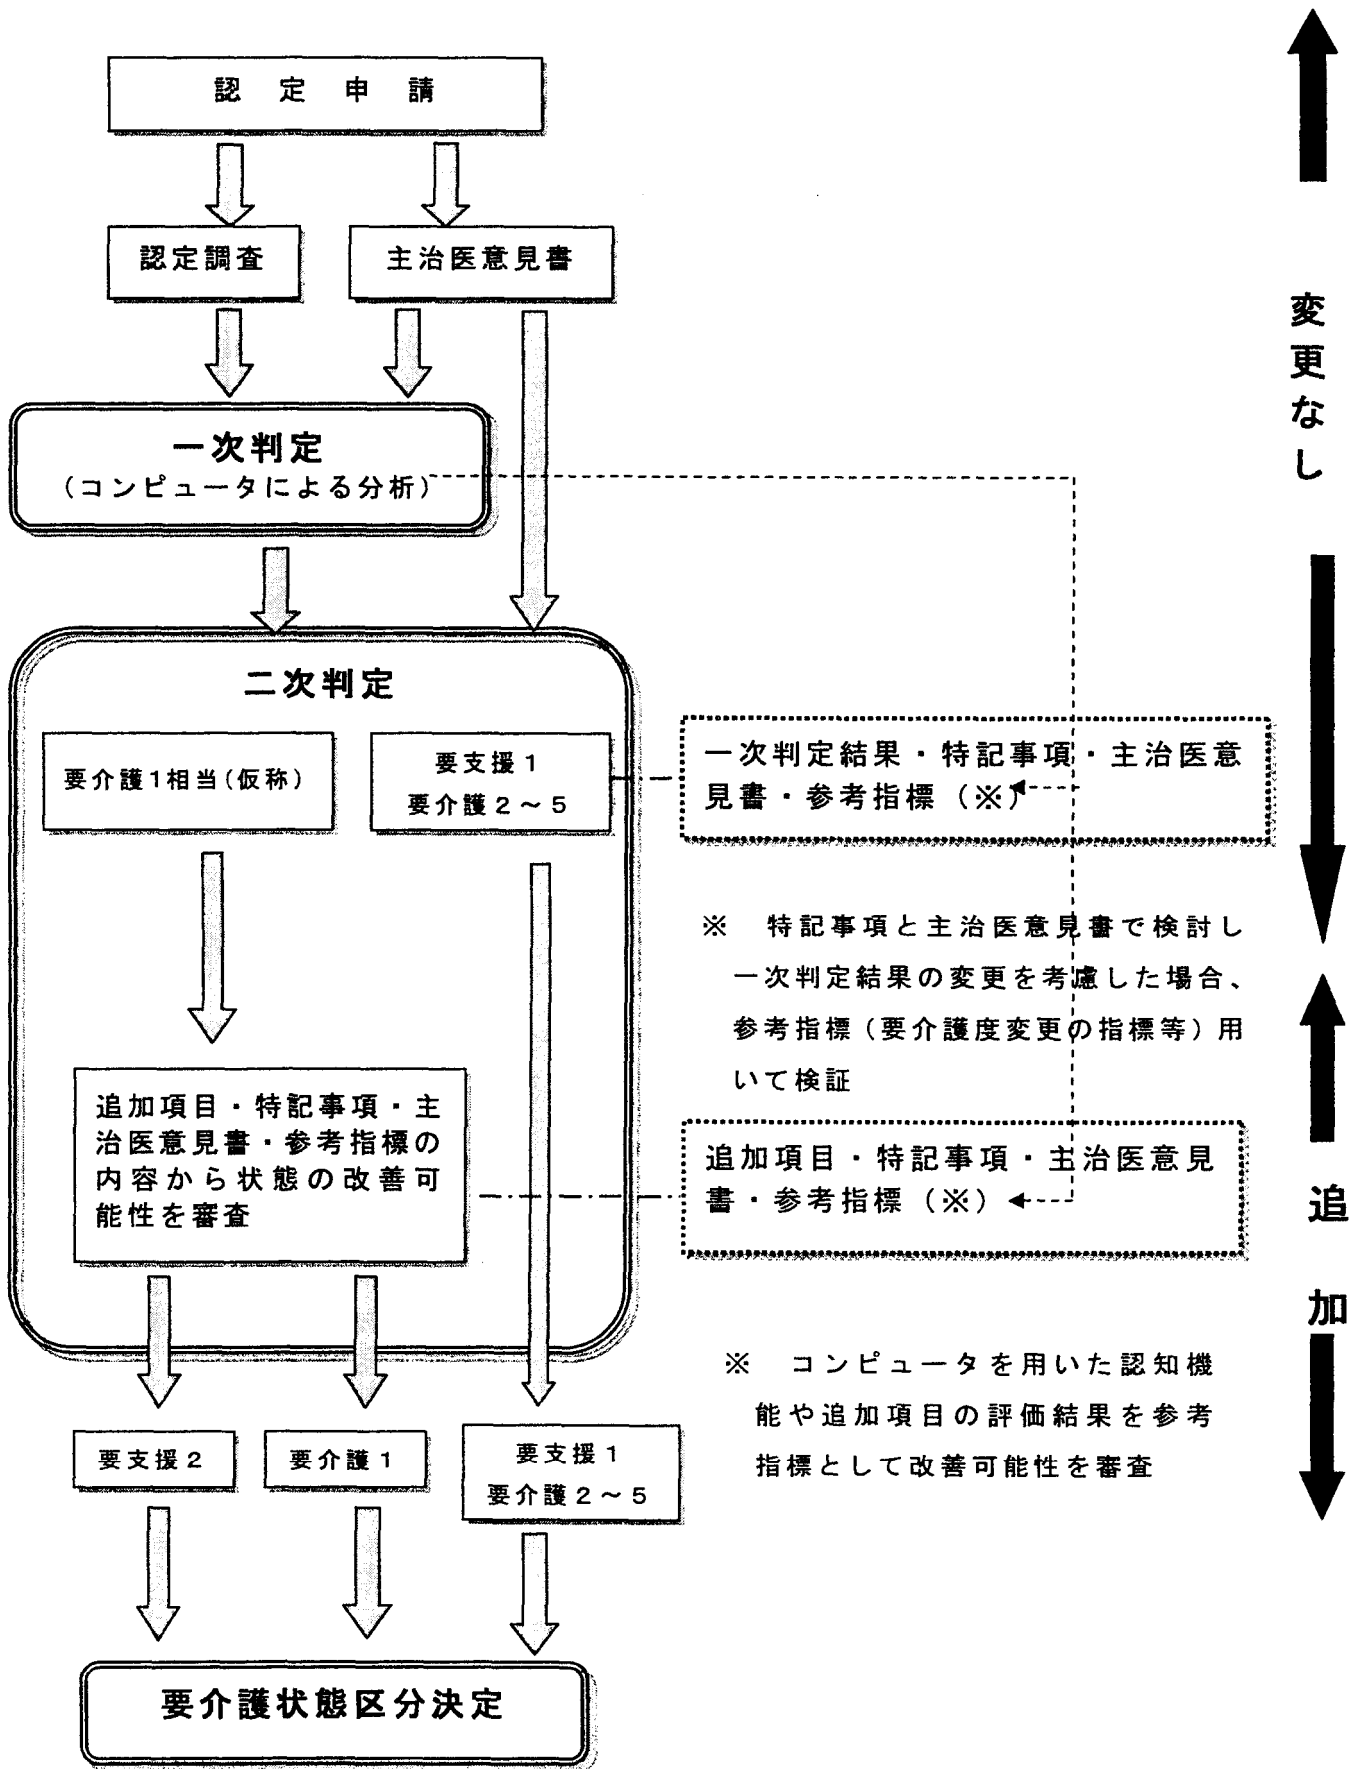 認定申請
認定調査
主治医意見書
一次判定
（コンピュータによる分析）
二次判定
要介護1相当(仮称)
要支援1
要介護2～5
一次判定結果・特記事項・主治医意
見書・参考指標（※）
※　特記事項と主治医意見書で検討し
一次判定結果の変更を考慮した場合、
参考指標（要介護度変更の指標等）用
いて検証
追加項目・特記事項・主
治医意見書・参考指標の
内容から状態の改善可
能性を審査
追加項目・特記事項・主治医意見
書・参考指標（※）
※　コンピュータを用いた認知機
能や追加項目の評価結果を参考
指標として改善可能性を審査
要支援2
要介護1
要支援1
要介護2～5
要介護状態区分決定
変更なし
追加